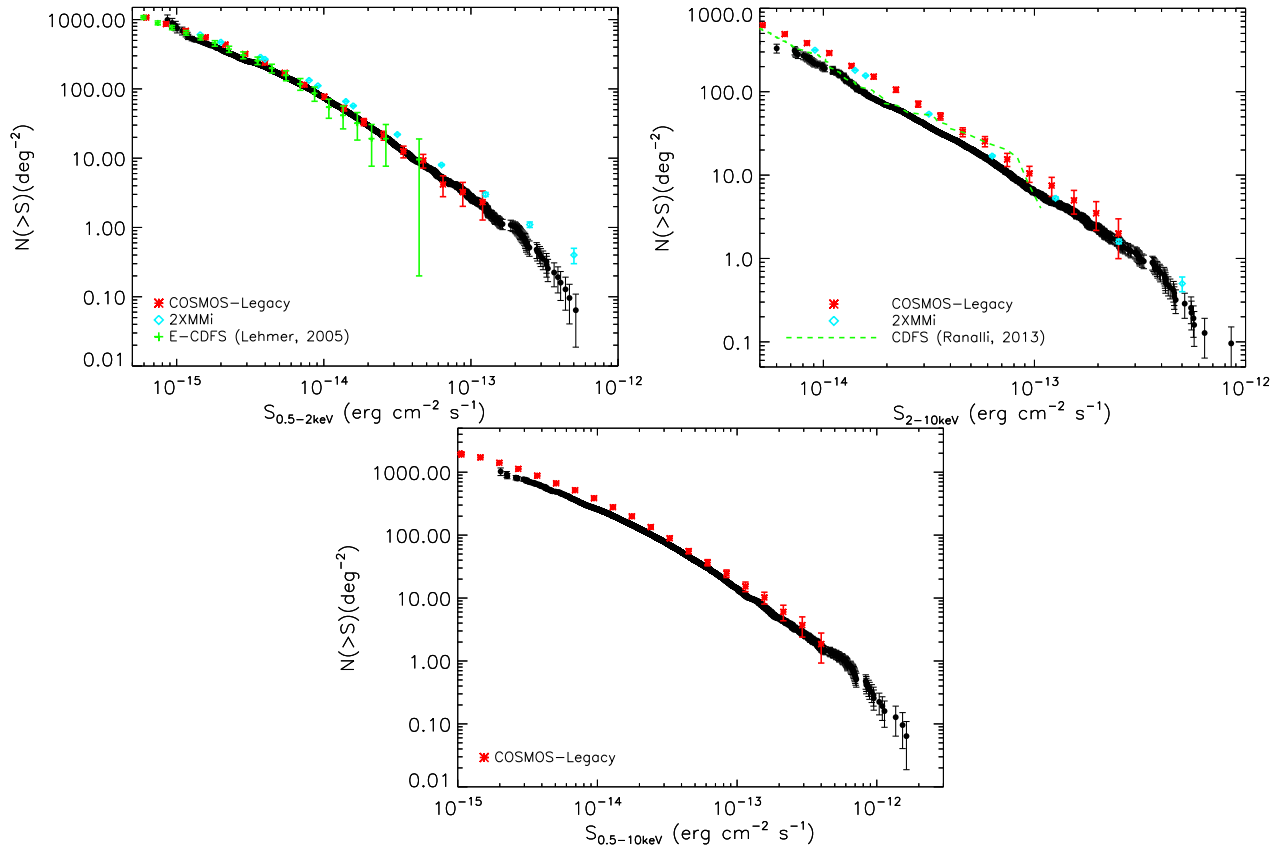 N(>S)(deg⁻²)
1000.00
100.00
10.00
1.00
0.10
0.01
COSMOS−Legacy
2XMMi
E−CDFS (Lehmer, 2005)
10⁻¹⁵ 10⁻¹⁴ 10⁻¹³ 10⁻¹²
S0.5−2keV (erg cm⁻² s⁻¹)
N(>S)(deg⁻²)
1000.0
100.0
10.0
1.0
0.1
COSMOS−Legacy
2XMMi
CDFS (Ranalli, 2013)
10⁻¹⁴ 10⁻¹³ 10⁻¹²
S2−10keV (erg cm⁻² s⁻¹)
N(>S)(deg⁻²)
1000.00
100.00
10.00
1.00
0.10
0.01
COSMOS−Legacy
10⁻¹⁵ 10⁻¹⁴ 10⁻¹³ 10⁻¹²
S0.5−10keV (erg cm⁻² s⁻¹)